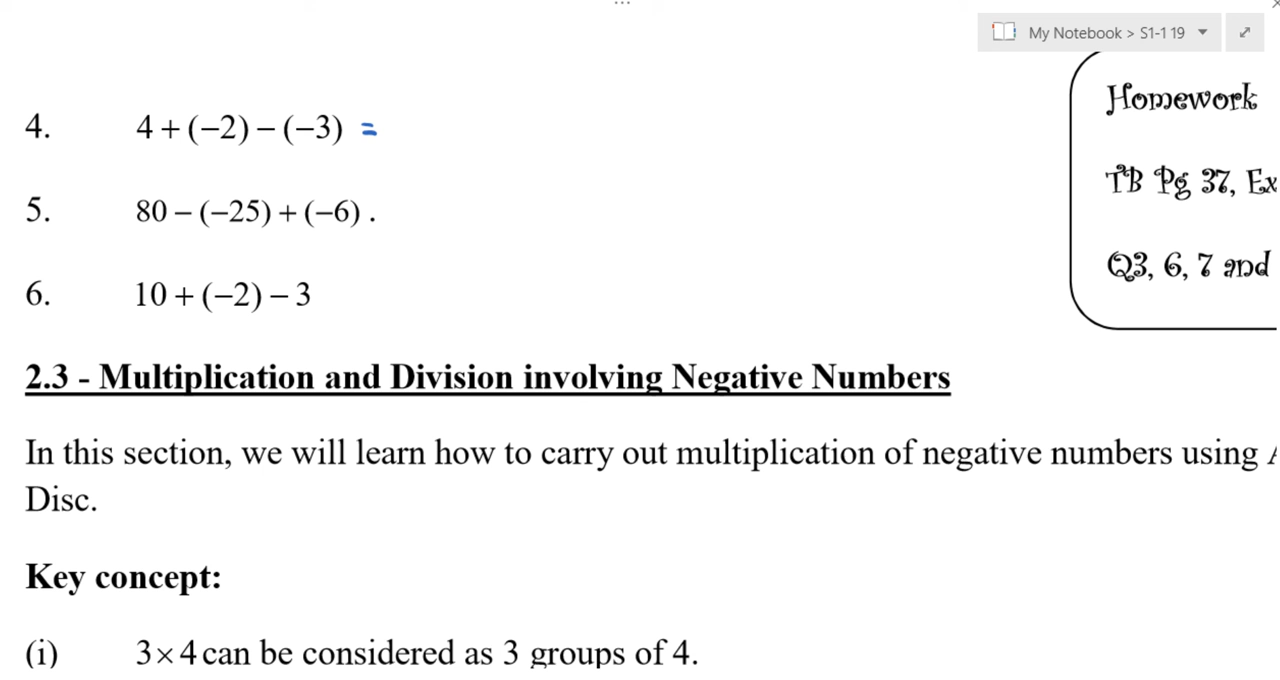 My Notebook > S1-1 19
Homework
4. 4 + (−2) − (−3) =
TB Pg 37, Ex
5. 80 − (−25) + (−6) .
Q3, 6, 7 and
6. 10 + (−2) − 3
2.3 - Multiplication and Division involving Negative Numbers
In this section, we will learn how to carry out multiplication of negative numbers using
Disc.
Key concept:
(i) 3 × 4 can be considered as 3 groups of 4.